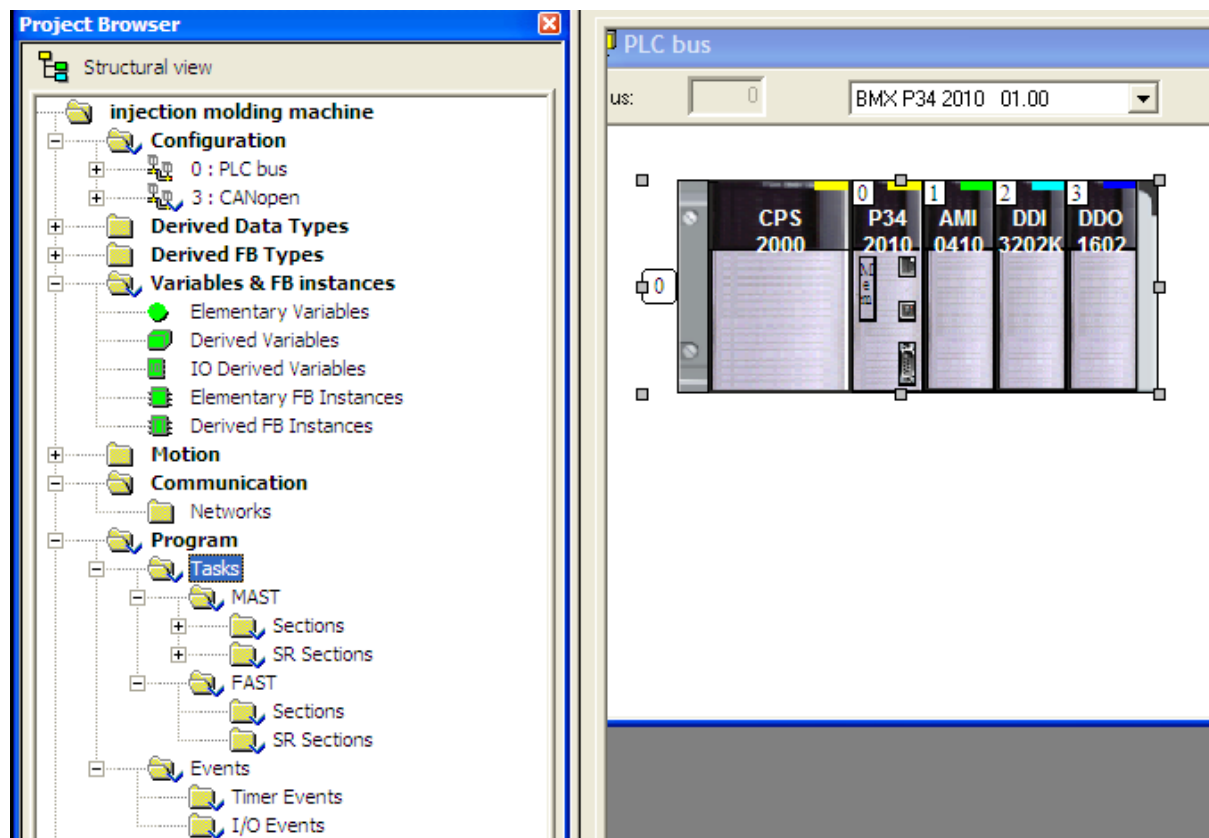 Project Browser
Structural view
injection molding machine
Configuration
0 : PLC bus
3 : CANopen
Derived Data Types
Derived FB Types
Variables & FB instances
Elementary Variables
Derived Variables
IO Derived Variables
Elementary FB Instances
Derived FB Instances
Motion
Communication
Networks
Program
Tasks
MAST
Sections
SR Sections
FAST
Sections
SR Sections
Events
Timer Events
I/O Events
PLC bus
us: 0 BMX P34 2010 01.00
0 1 2 3
CPS P34 AMI DDI DDO
2000 2010 0410 3202K 1602
Mem
0